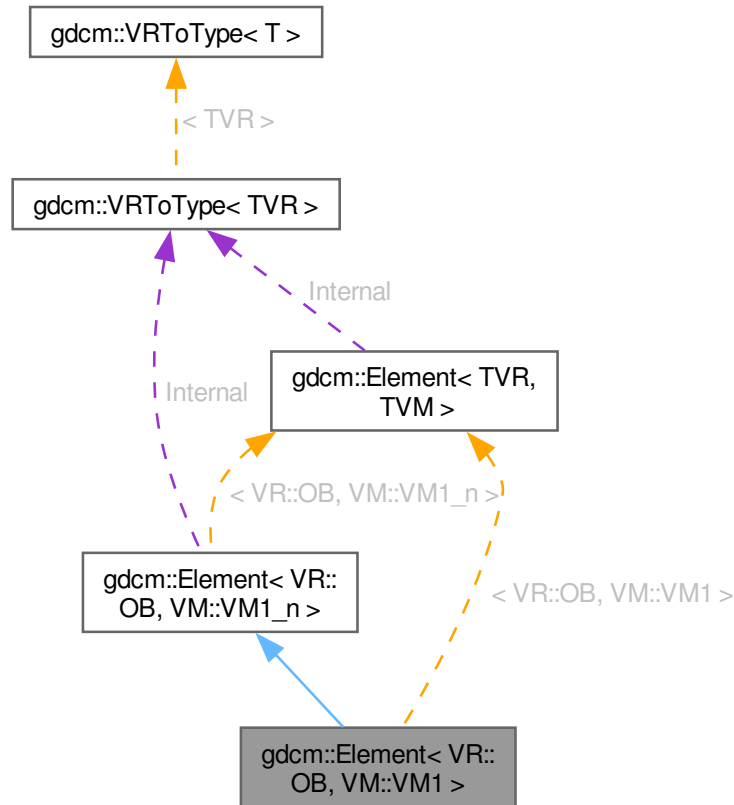 gdcm::VRToType< T >
< TVR >
gdcm::VRToType< TVR >
Internal
gdcm::Element< TVR,
TVM >
Internal
< VR::OB, VM::VM1_n >
gdcm::Element< VR::
OB, VM::VM1_n >
< VR::OB, VM::VM1 >
gdcm::Element< VR::
OB, VM::VM1 >